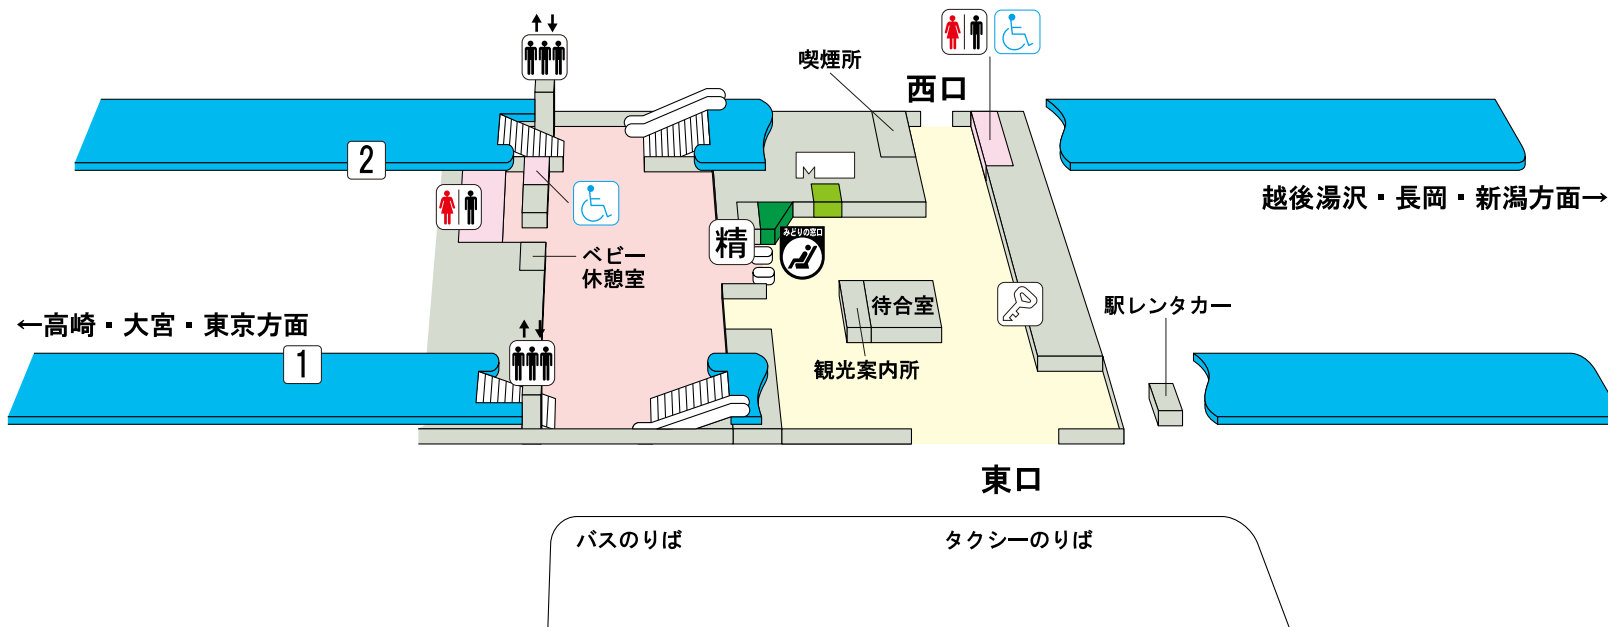 喫煙所
西口
2
越後湯沢・長岡・新潟方面→
精
みどりの窓口
ベビー
休憩室
待合室
駅レンタカー
←高崎・大宮・東京方面
1
観光案内所
東口
バスのりば
タクシーのりば